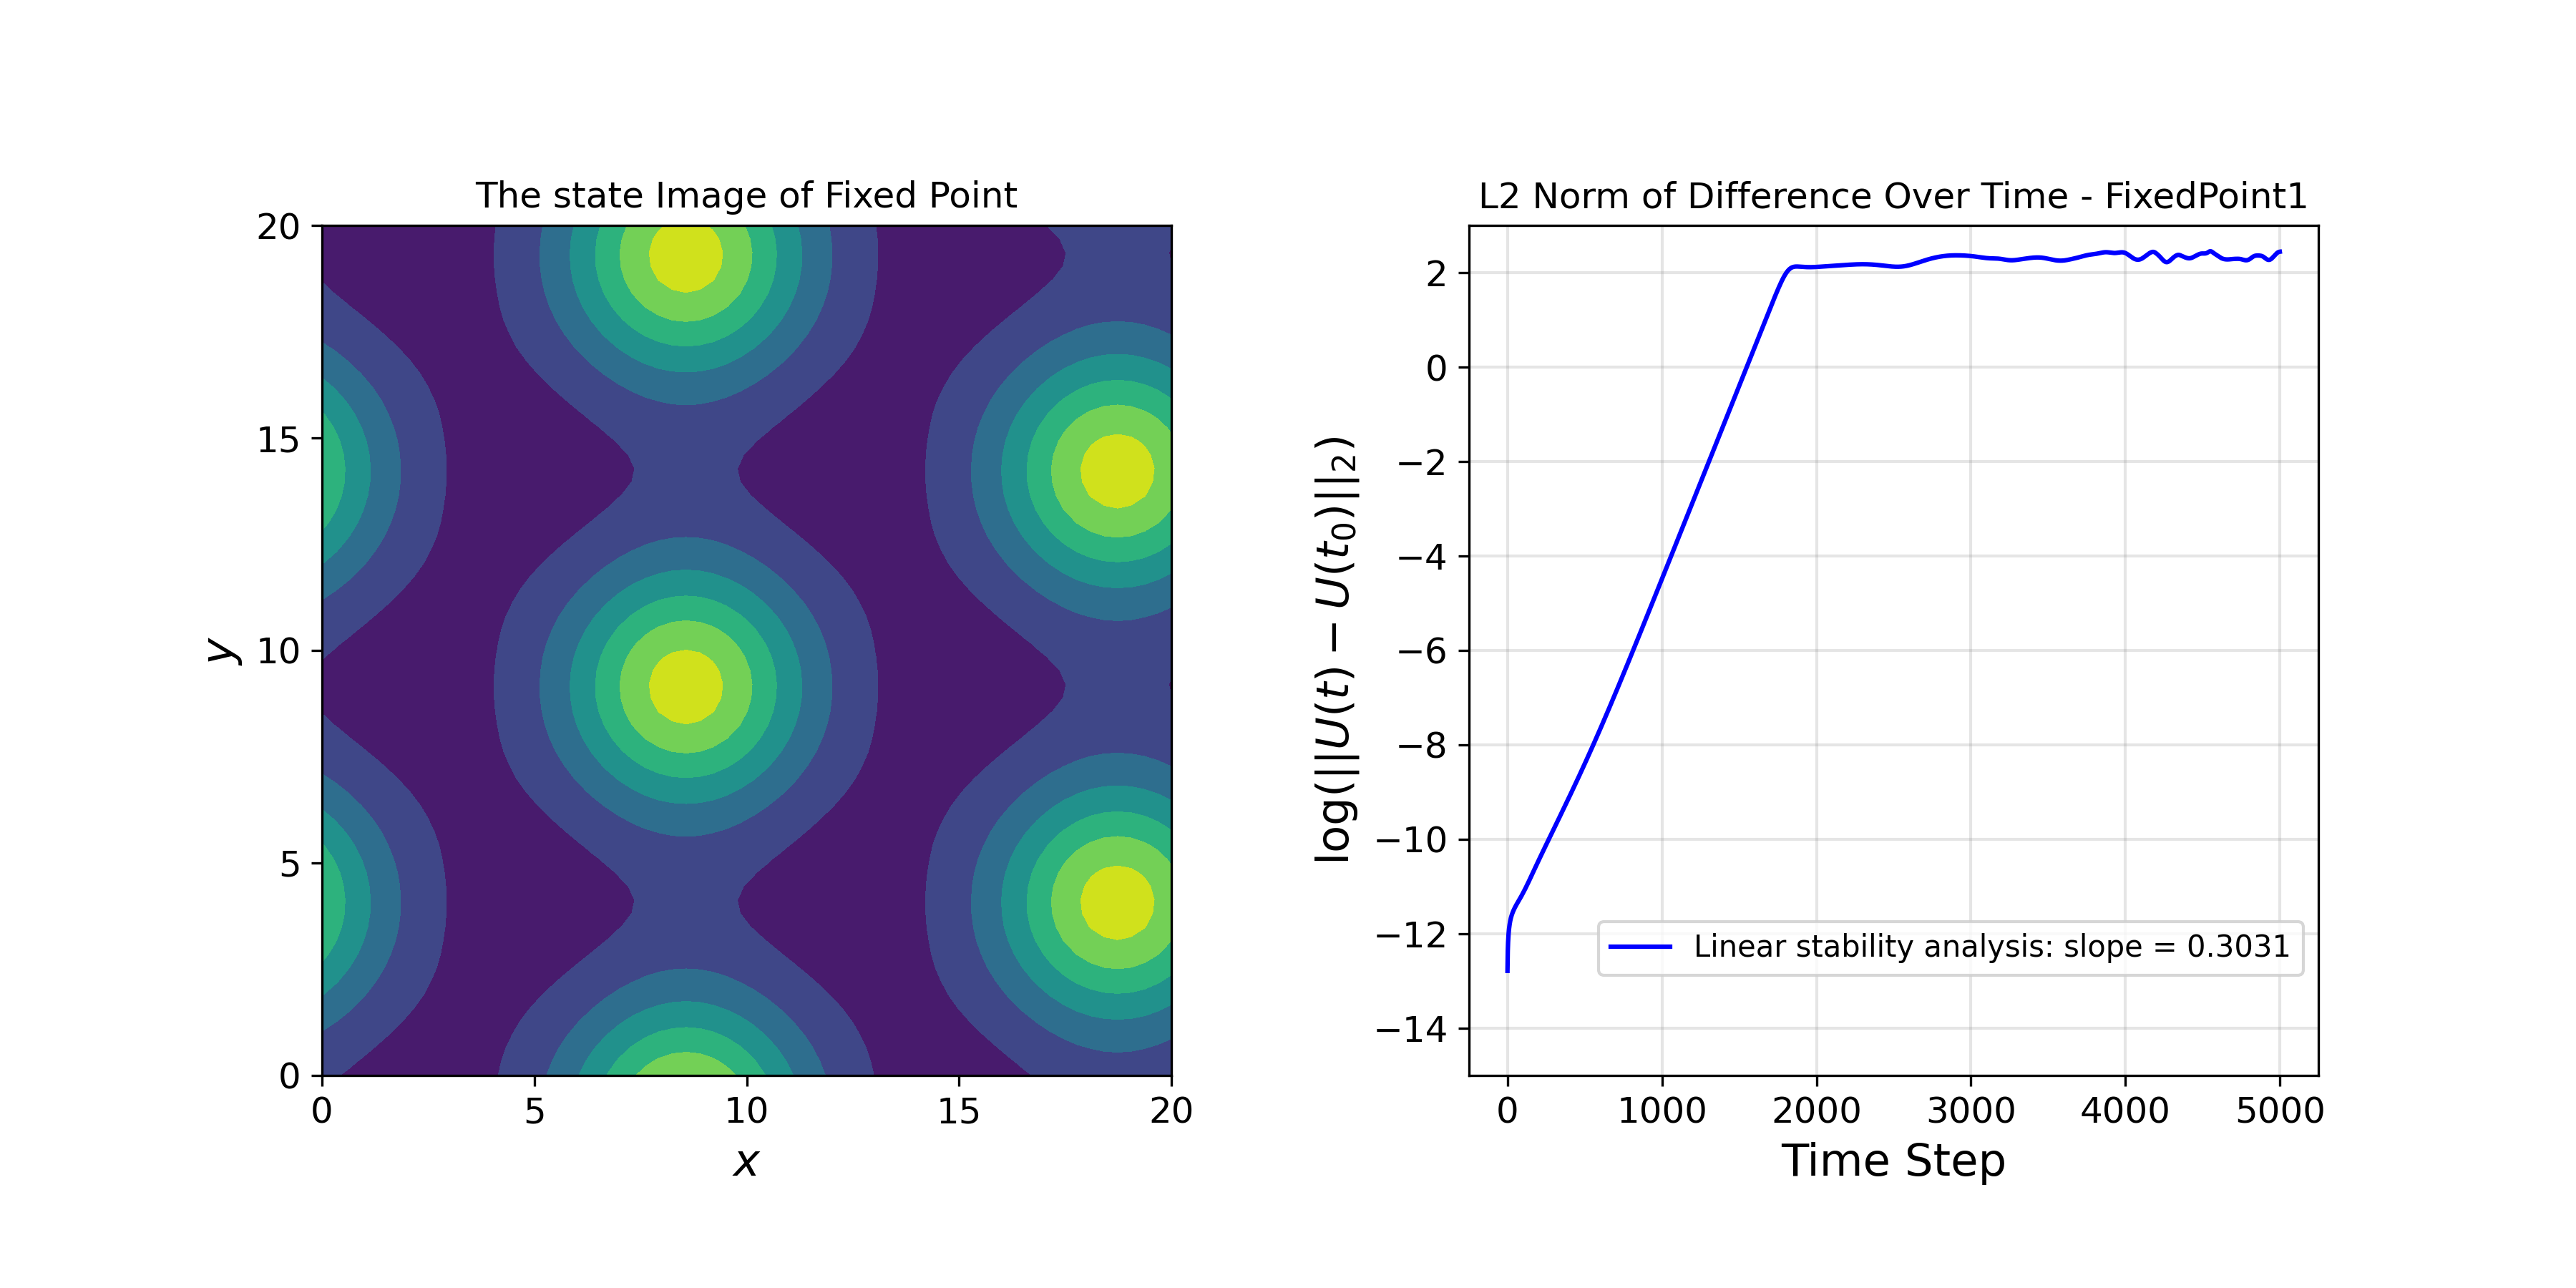 The state Image of Fixed Point
20
15
10
5
0
y
0 5 10 15 20
x
L2 Norm of Difference Over Time - FixedPoint1
2
0
−2
−4
−6
−8
−10
−12
−14
log(||U(t) − U(t₀)||₂)
Linear stability analysis: slope = 0.3031
0 1000 2000 3000 4000 5000
Time Step